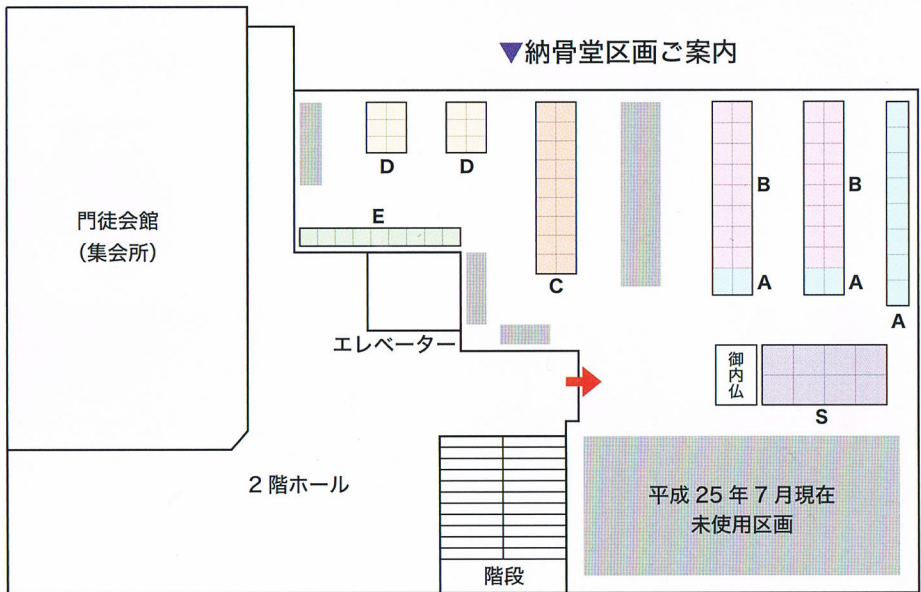 ▼納骨堂区画ご案内
門徒会館
(集会所)
D
D
E
C
B
B
A
A
A
エレベーター
御内仏
S
2階ホール
平成25年7月現在
未使用区画
階段